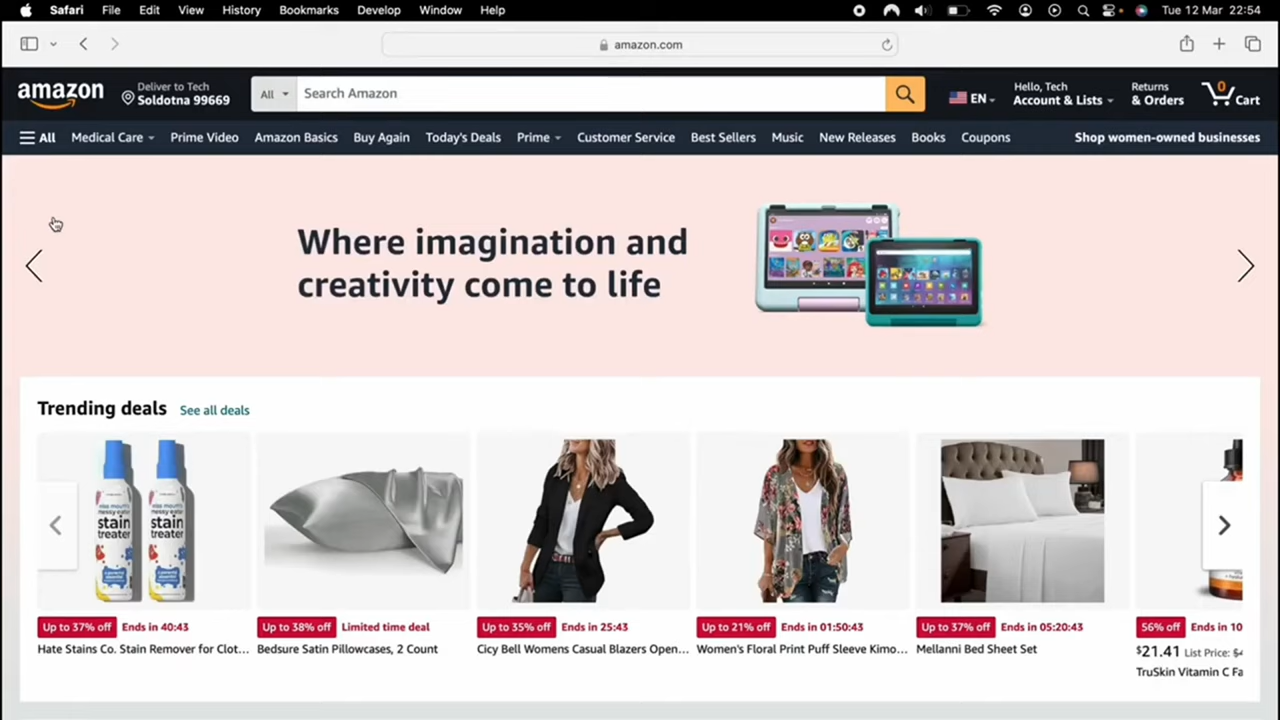 Safari File Edit View History Bookmarks Develop Window Help Tue 12 Mar 22:54
amazon.com
amazon Deliver to Tech Soldotna 99669 All Search Amazon EN Hello, Tech Account & Lists Returns & Orders 0 Cart
All Medical Care Prime Video Amazon Basics Buy Again Today's Deals Prime Customer Service Best Sellers Music New Releases Books Coupons Shop women-owned businesses
Where imagination and
creativity come to life
Trending deals See all deals
stain
treater
stain
treater
Up to 37% off Ends in 40:43
Hate Stains Co. Stain Remover for Clot...
Up to 38% off Limited time deal
Bedsure Satin Pillowcases, 2 Count
Up to 35% off Ends in 25:43
Cicy Bell Womens Casual Blazers Open...
Up to 21% off Ends in 01:50:43
Women's Floral Print Puff Sleeve Kimo...
Up to 37% off Ends in 05:20:43
Mellanni Bed Sheet Set
56% off Ends in 10
$21.41 List Price:
TruSkin Vitamin C Fa